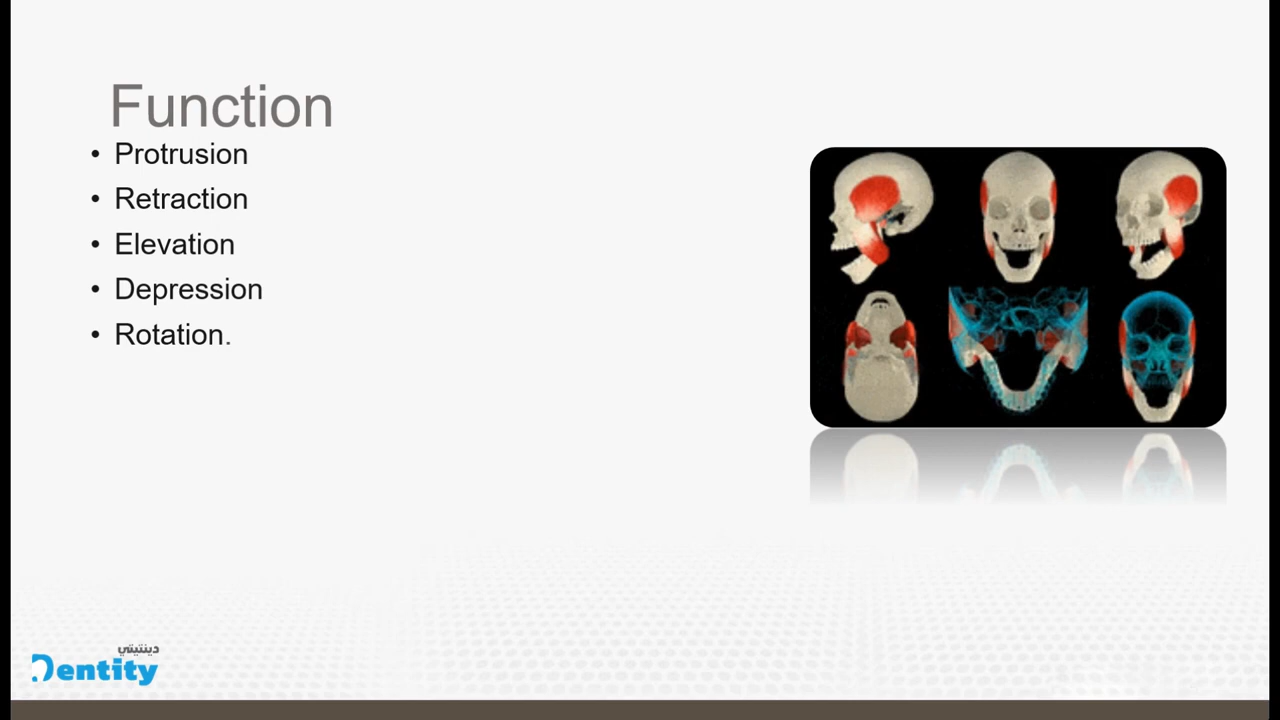 Function
• Protrusion
• Retraction
• Elevation
• Depression
• Rotation.
دينتيتي
Dentity